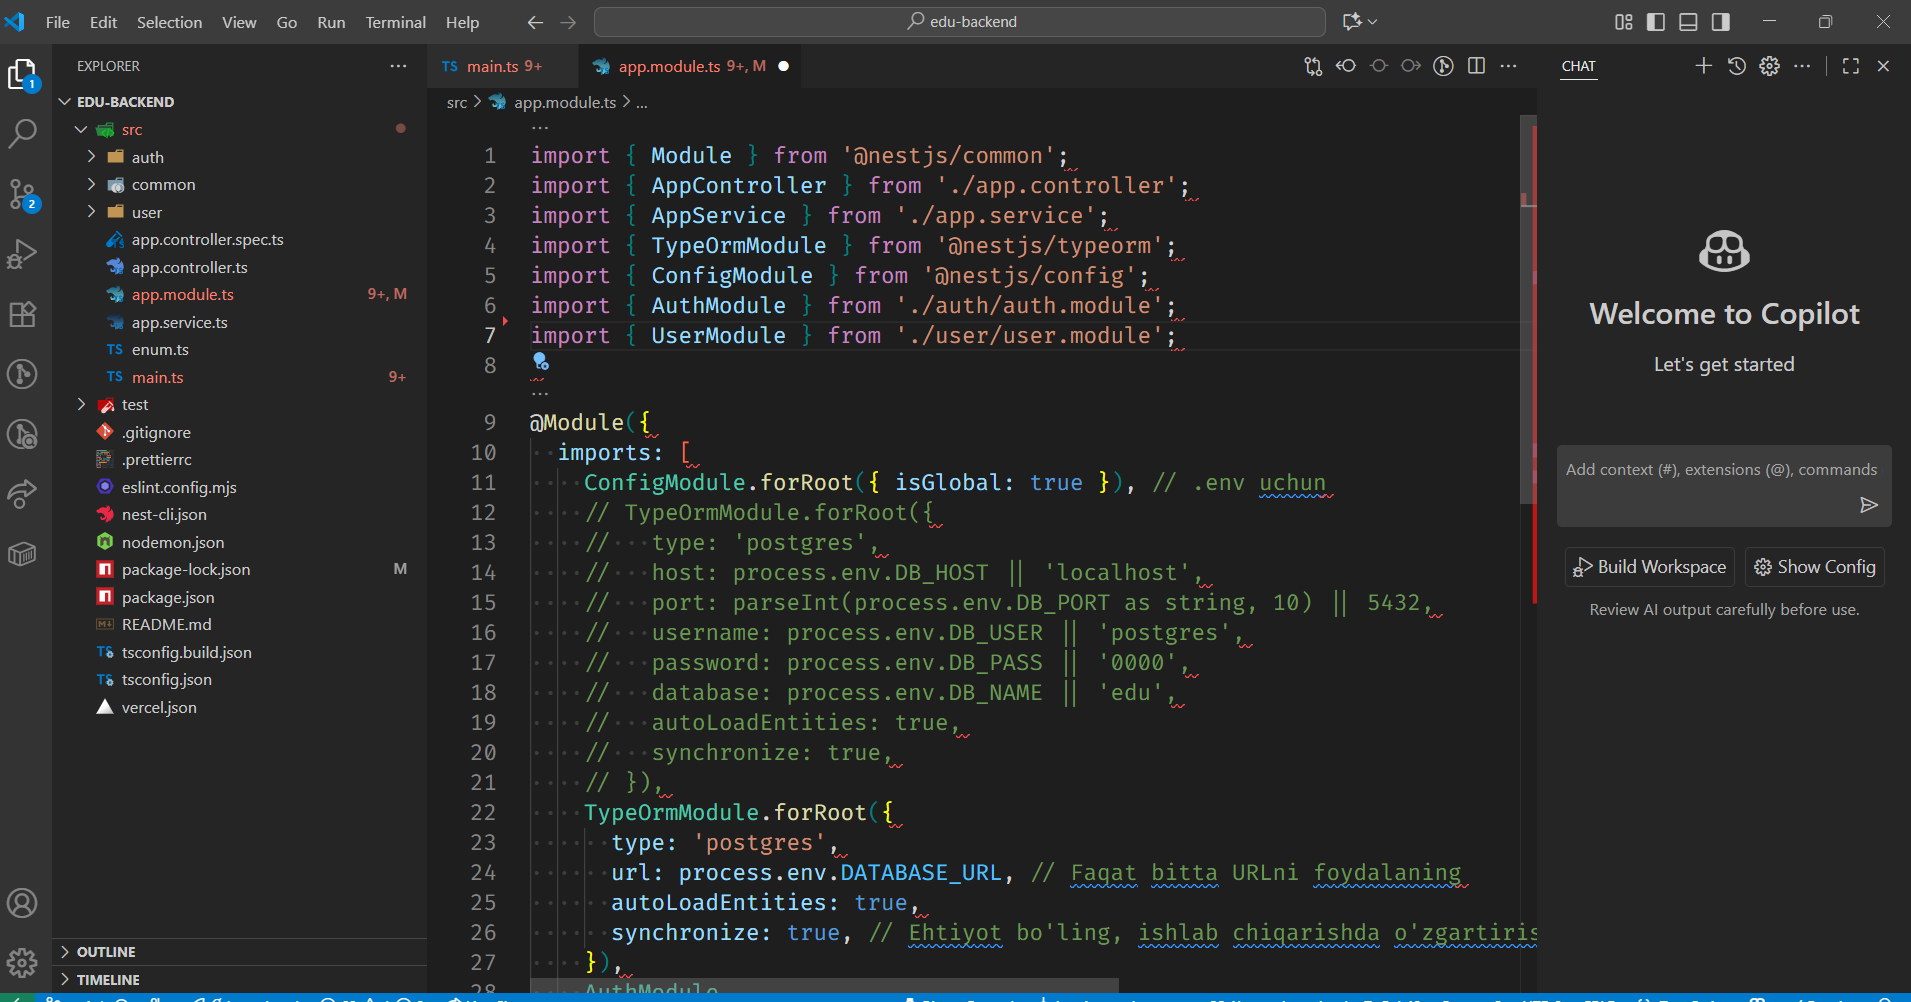 File Edit Selection View Go Run Terminal Help
edu-backend
EXPLORER
EDU-BACKEND
src
auth
common
user
app.controller.spec.ts
app.controller.ts
app.module.ts 9+, M
app.service.ts
TS enum.ts
TS main.ts 9+
test
.gitignore
.prettierrc
eslint.config.mjs
nest-cli.json
nodemon.json
package-lock.json M
package.json
README.md
tsconfig.build.json
tsconfig.json
vercel.json
OUTLINE
TIMELINE
1
2
TS main.ts 9+
app.module.ts 9+, M
src > app.module.ts > ...
1 import { Module } from '@nestjs/common';
2 import { AppController } from './app.controller';
3 import { AppService } from './app.service';
4 import { TypeOrmModule } from '@nestjs/typeorm';
5 import { ConfigModule } from '@nestjs/config';
6 import { AuthModule } from './auth/auth.module';
7 import { UserModule } from './user/user.module';
8
9 @Module({
10 imports: [
11 ConfigModule.forRoot({ isGlobal: true }), // .env uchun
12 // TypeOrmModule.forRoot({
13 // type: 'postgres',
14 // host: process.env.DB_HOST || 'localhost',
15 // port: parseInt(process.env.DB_PORT as string, 10) || 5432,
16 // username: process.env.DB_USER || 'postgres',
17 // password: process.env.DB_PASS || '0000',
18 // database: process.env.DB_NAME || 'edu',
19 // autoLoadEntities: true,
20 // synchronize: true,
21 // }),
22 TypeOrmModule.forRoot({
23 type: 'postgres',
24 url: process.env.DATABASE_URL, // Faqat bitta URLni foydalaning
25 autoLoadEntities: true,
26 synchronize: true, // Ehtiyot bo'ling, ishlab chiqarishda o'zgartiris
27 }),
28 AuthModule
CHAT
Welcome to Copilot
Let's get started
Add context (#), extensions (@), commands
Build Workspace
Show Config
Review AI output carefully before use.